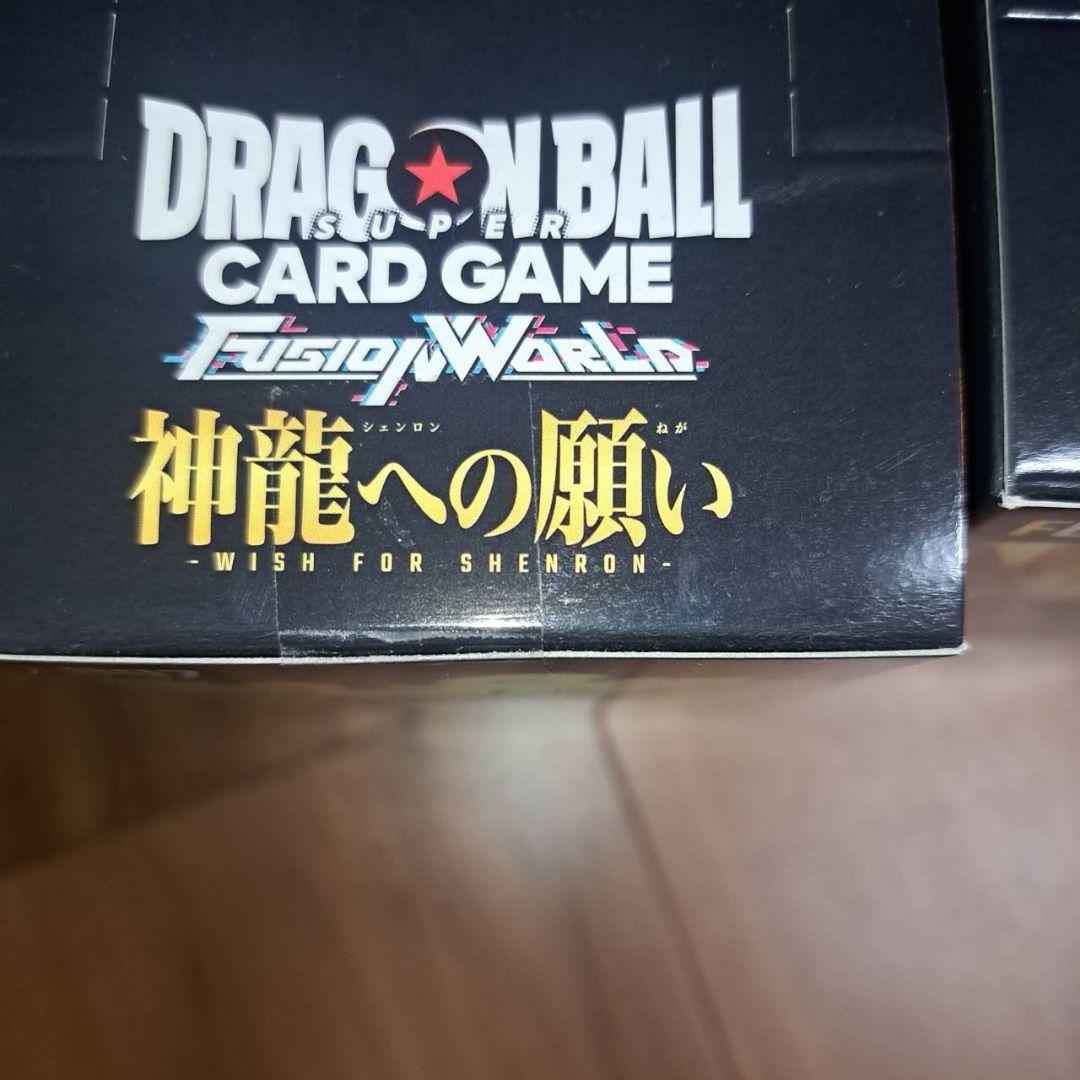 DRAGON BALL
SUPER
CARD GAME
FUSION WORLD
シェンロン ねが
神龍への願い
-WISH FOR SHENRON-